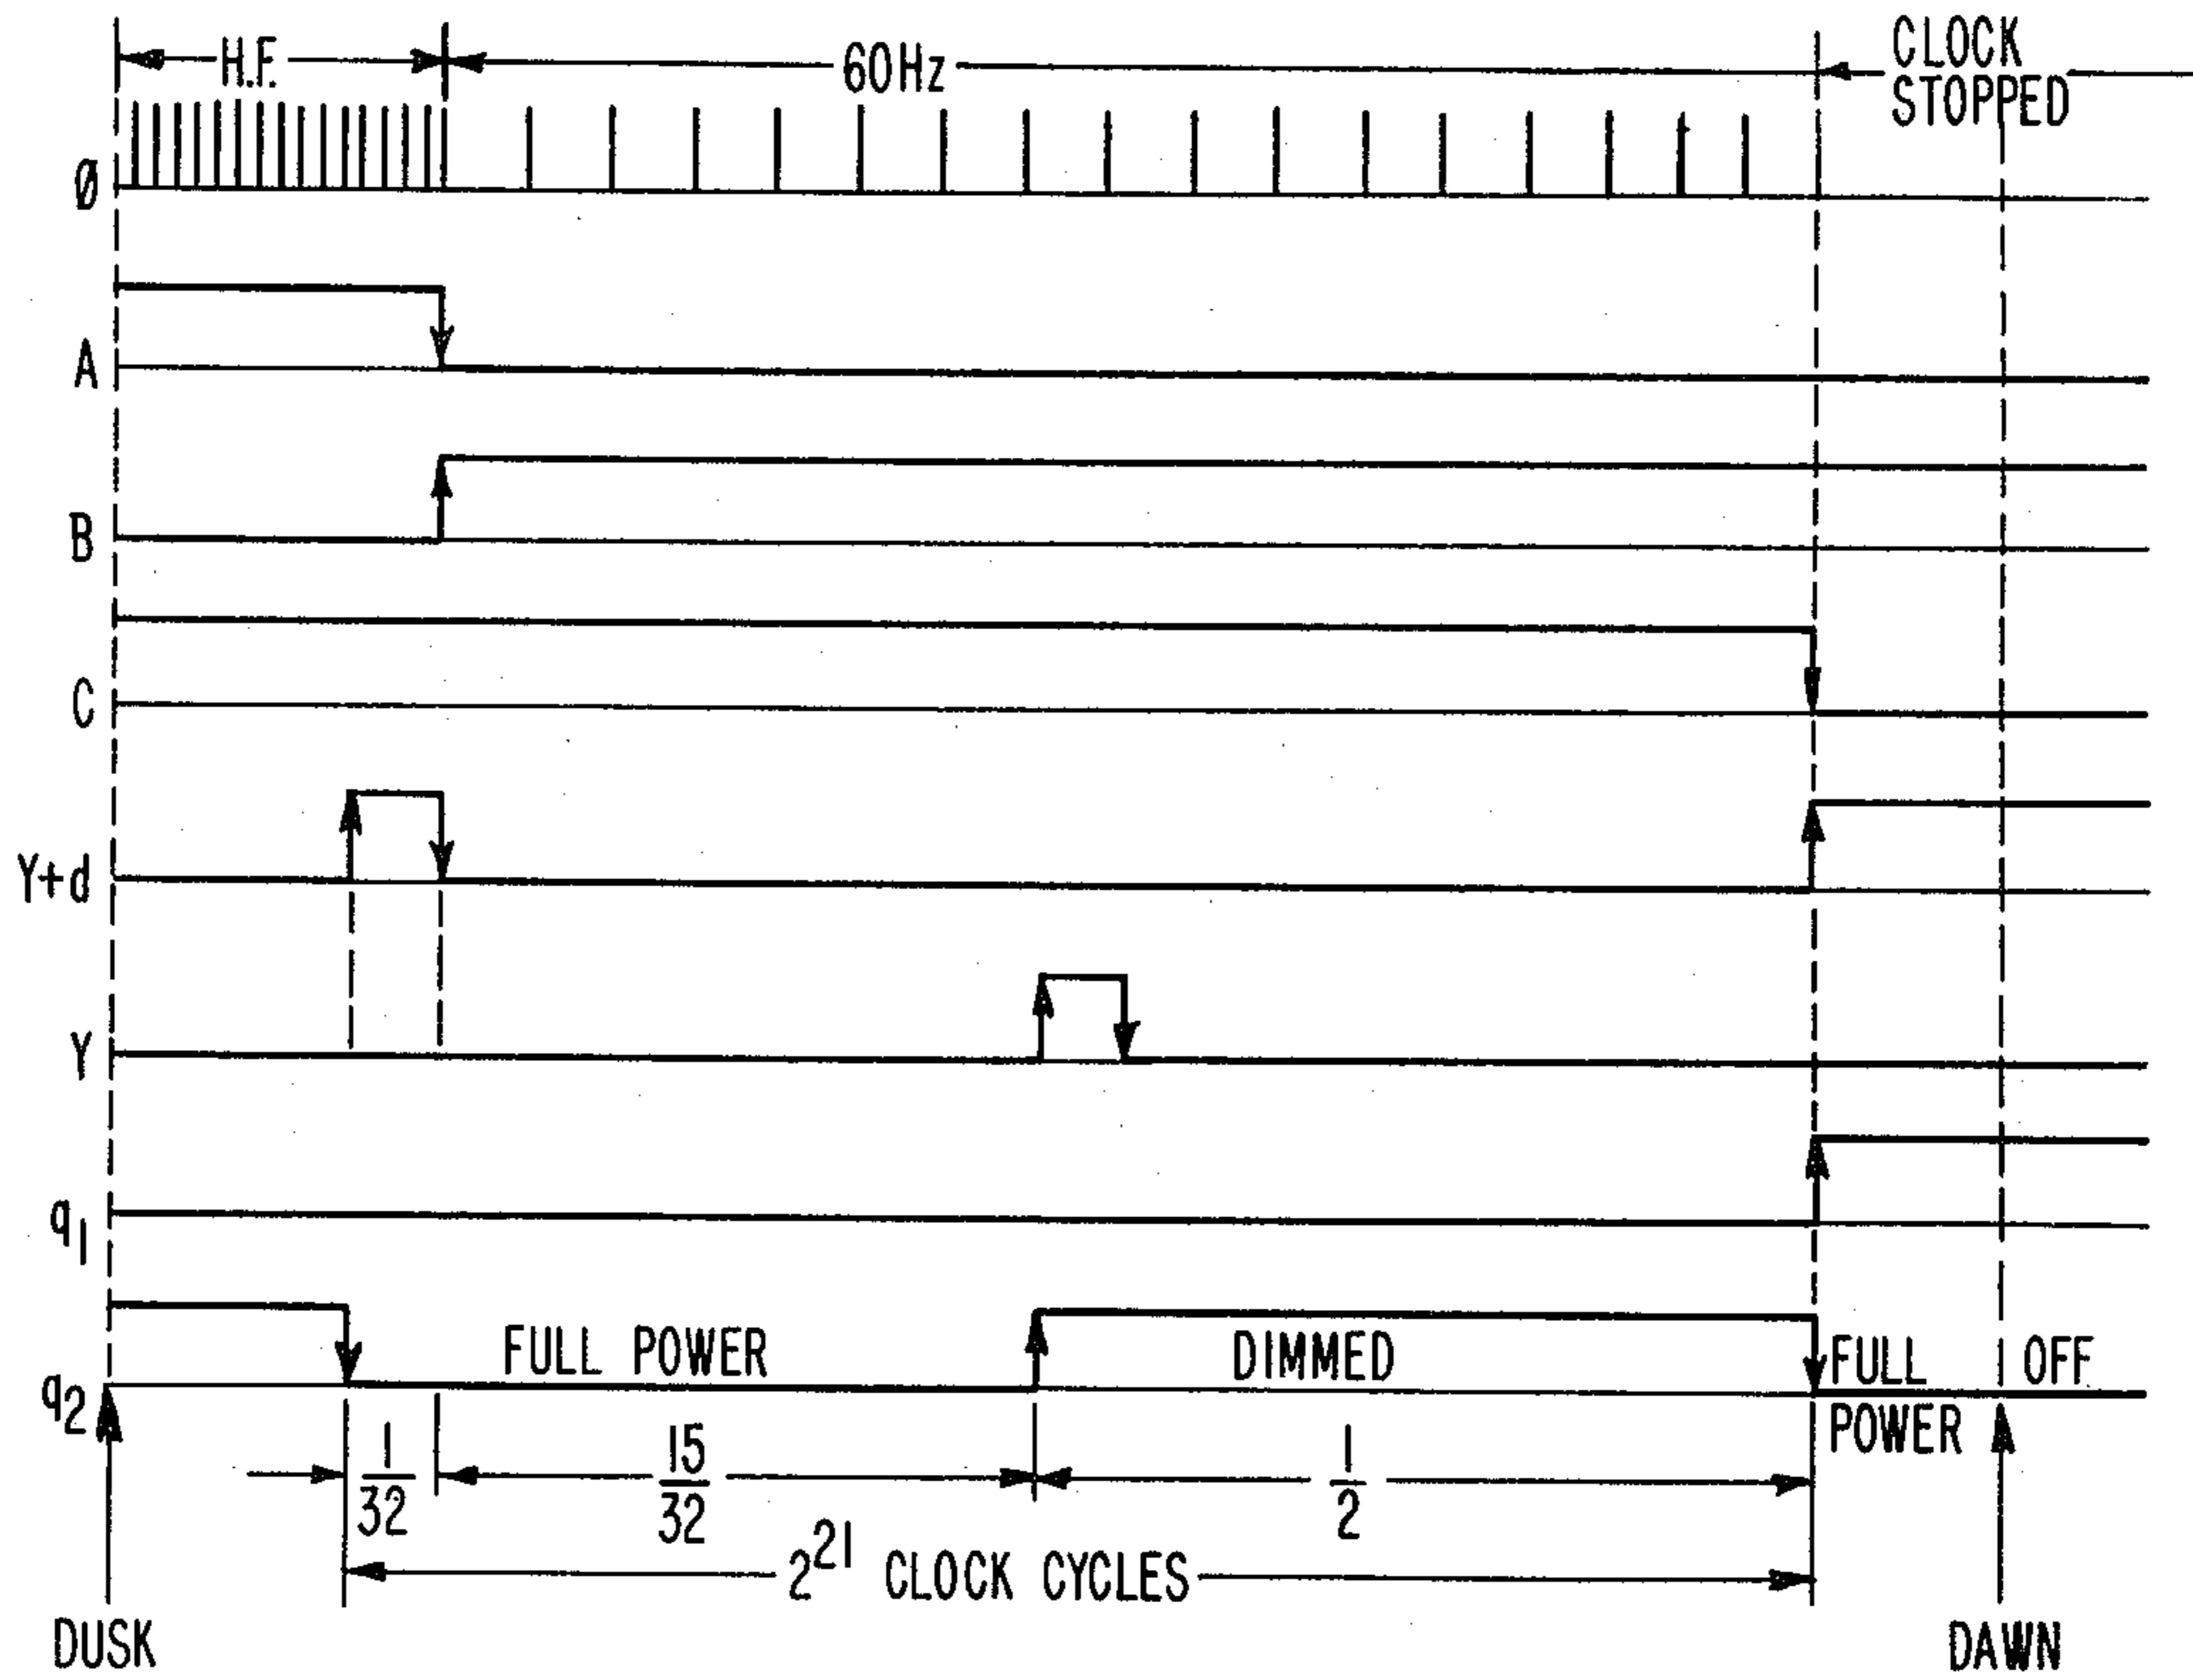 H.F.
60Hz
CLOCK
STOPPED
Ø
A
B
C
Y+d
Y
q1
q2
FULL POWER
DIMMED
FULL
POWER
OFF
1/32
15/32
1/2
2^21 CLOCK CYCLES
DUSK
DAWN